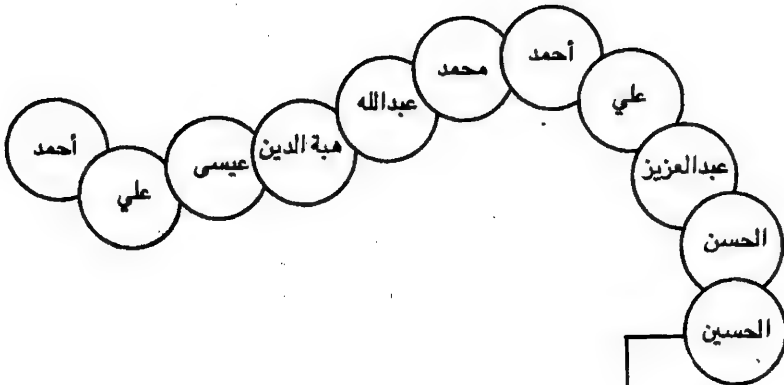 أحمد
محمد
علي
عبدالله
هبة الدين
عيسى
أحمد
علي
عبدالعزيز
الحسن
الحسين